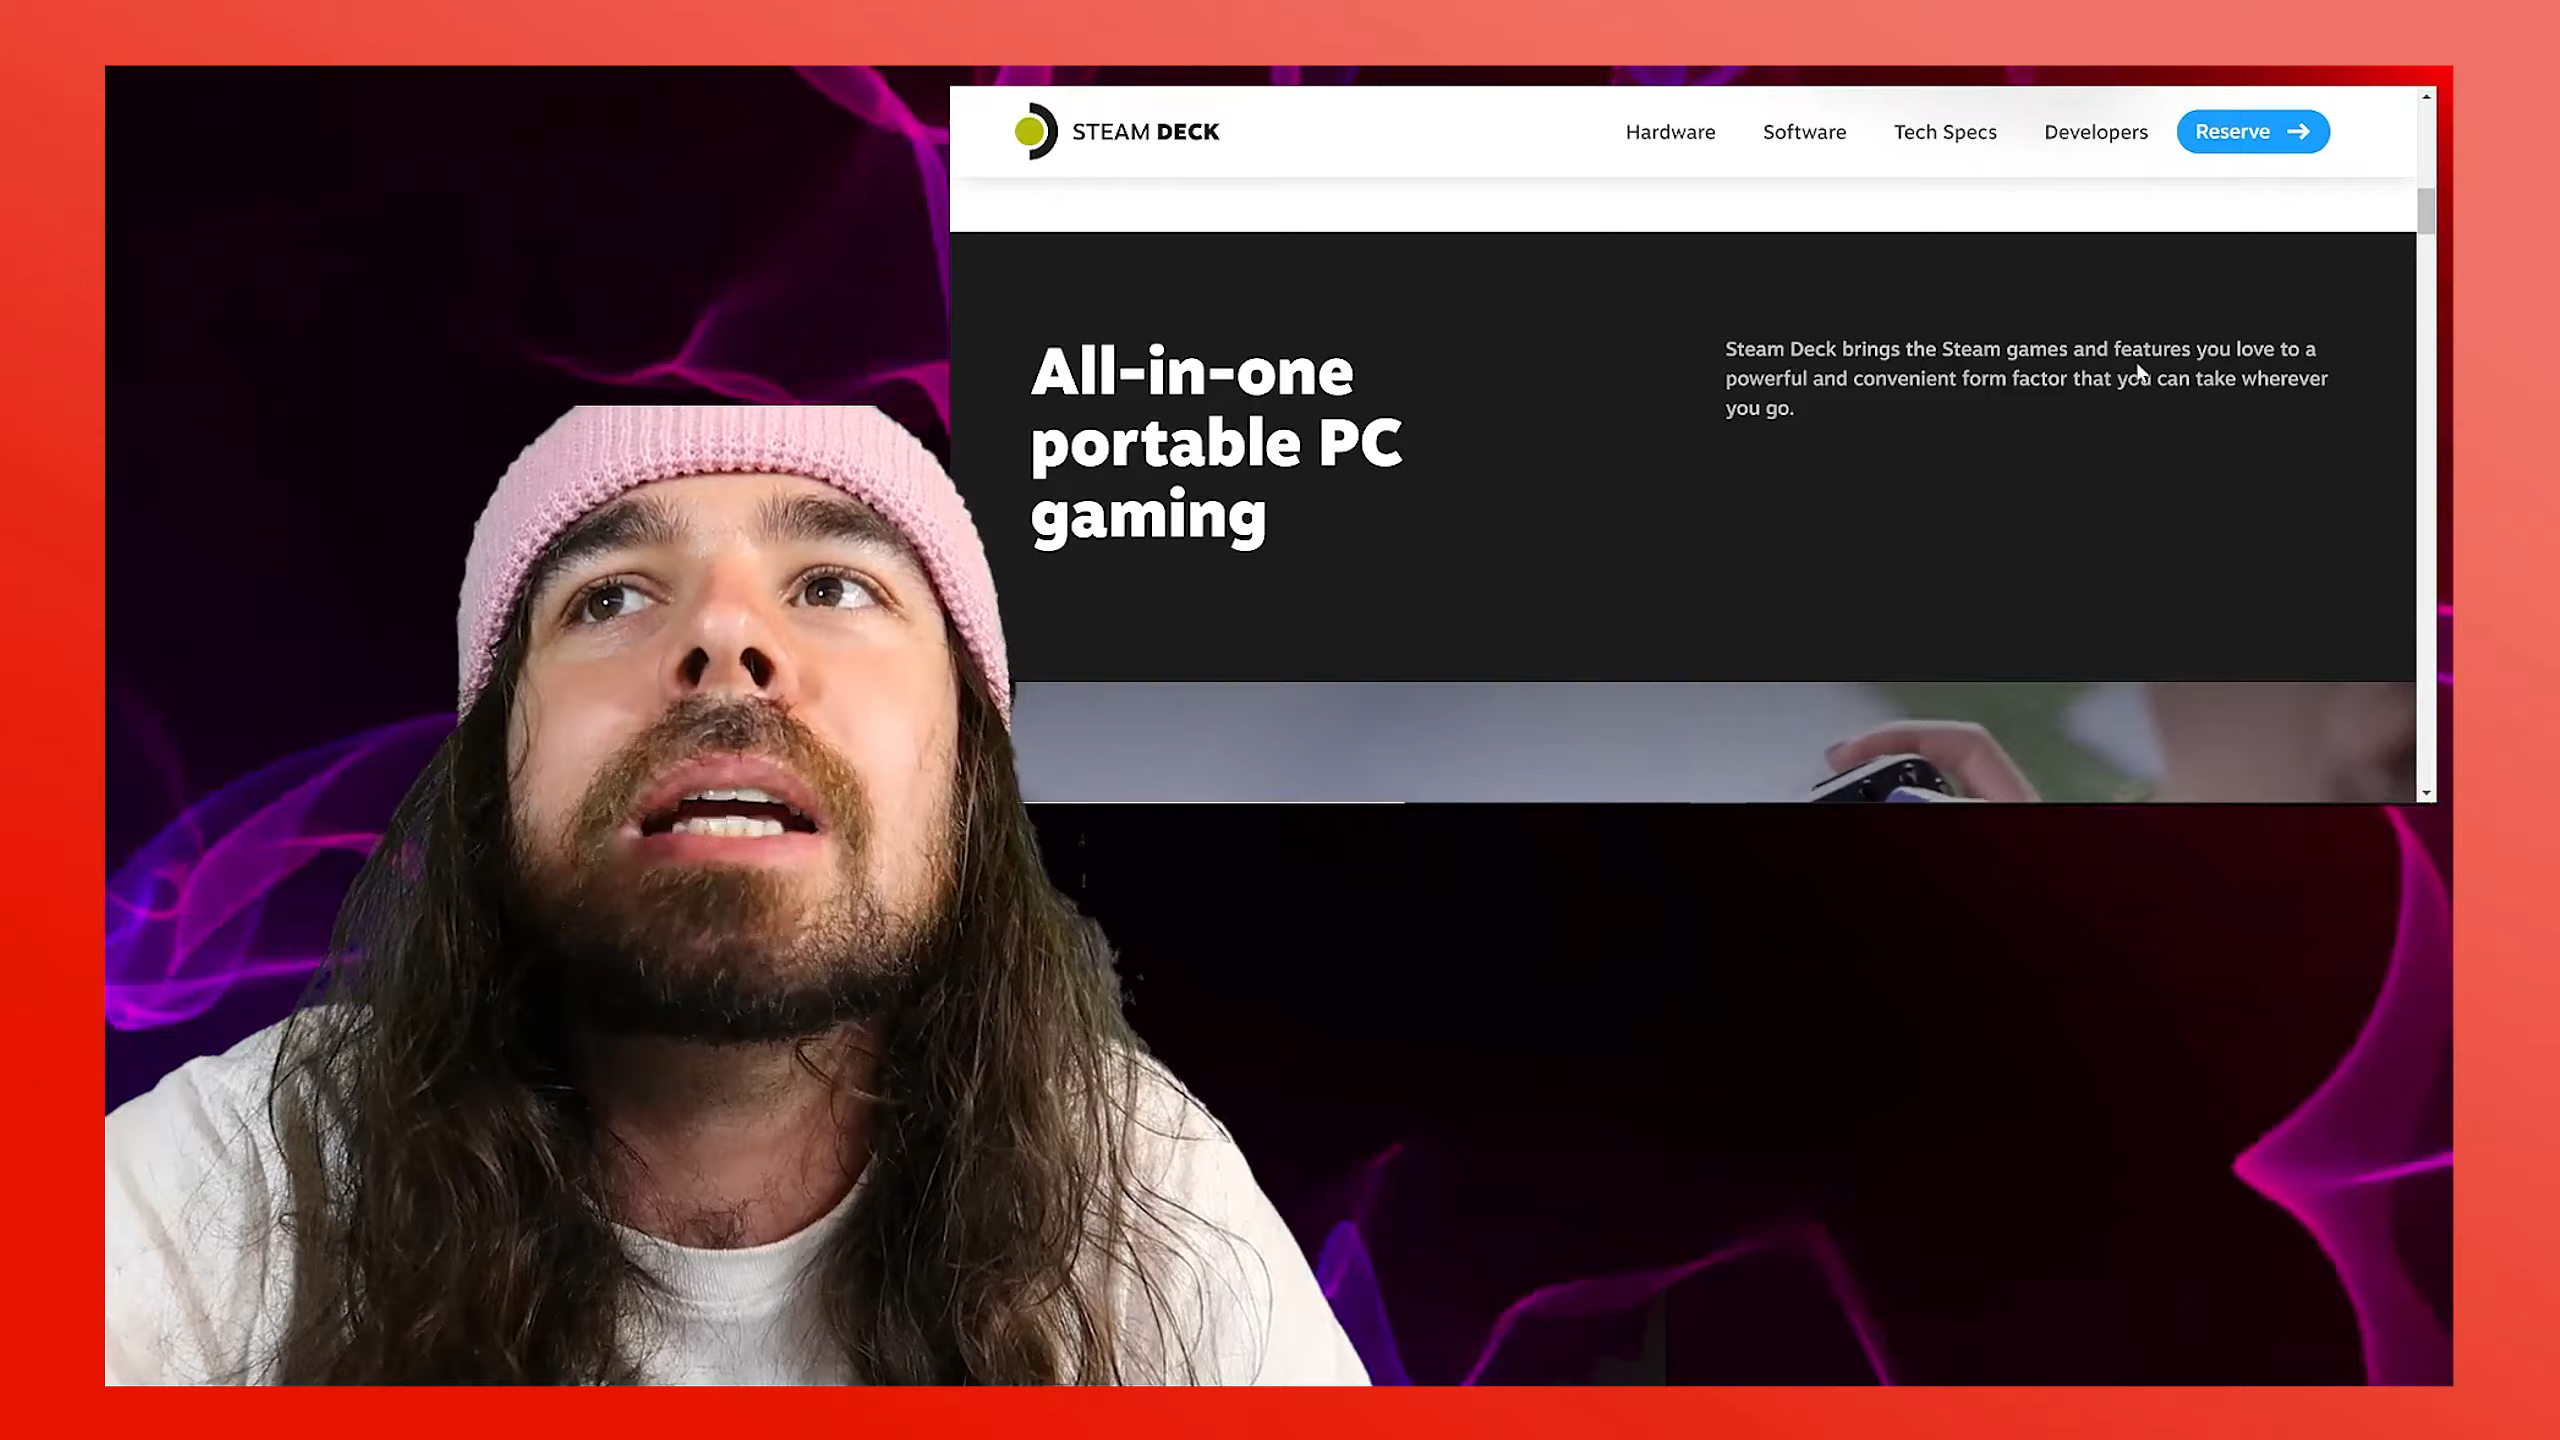 STEAM DECK
Hardware
Software
Tech Specs
Developers
Reserve
All-in-one
portable PC
gaming
Steam Deck brings the Steam games and features you love to a
powerful and convenient form factor that you can take wherever
you go.